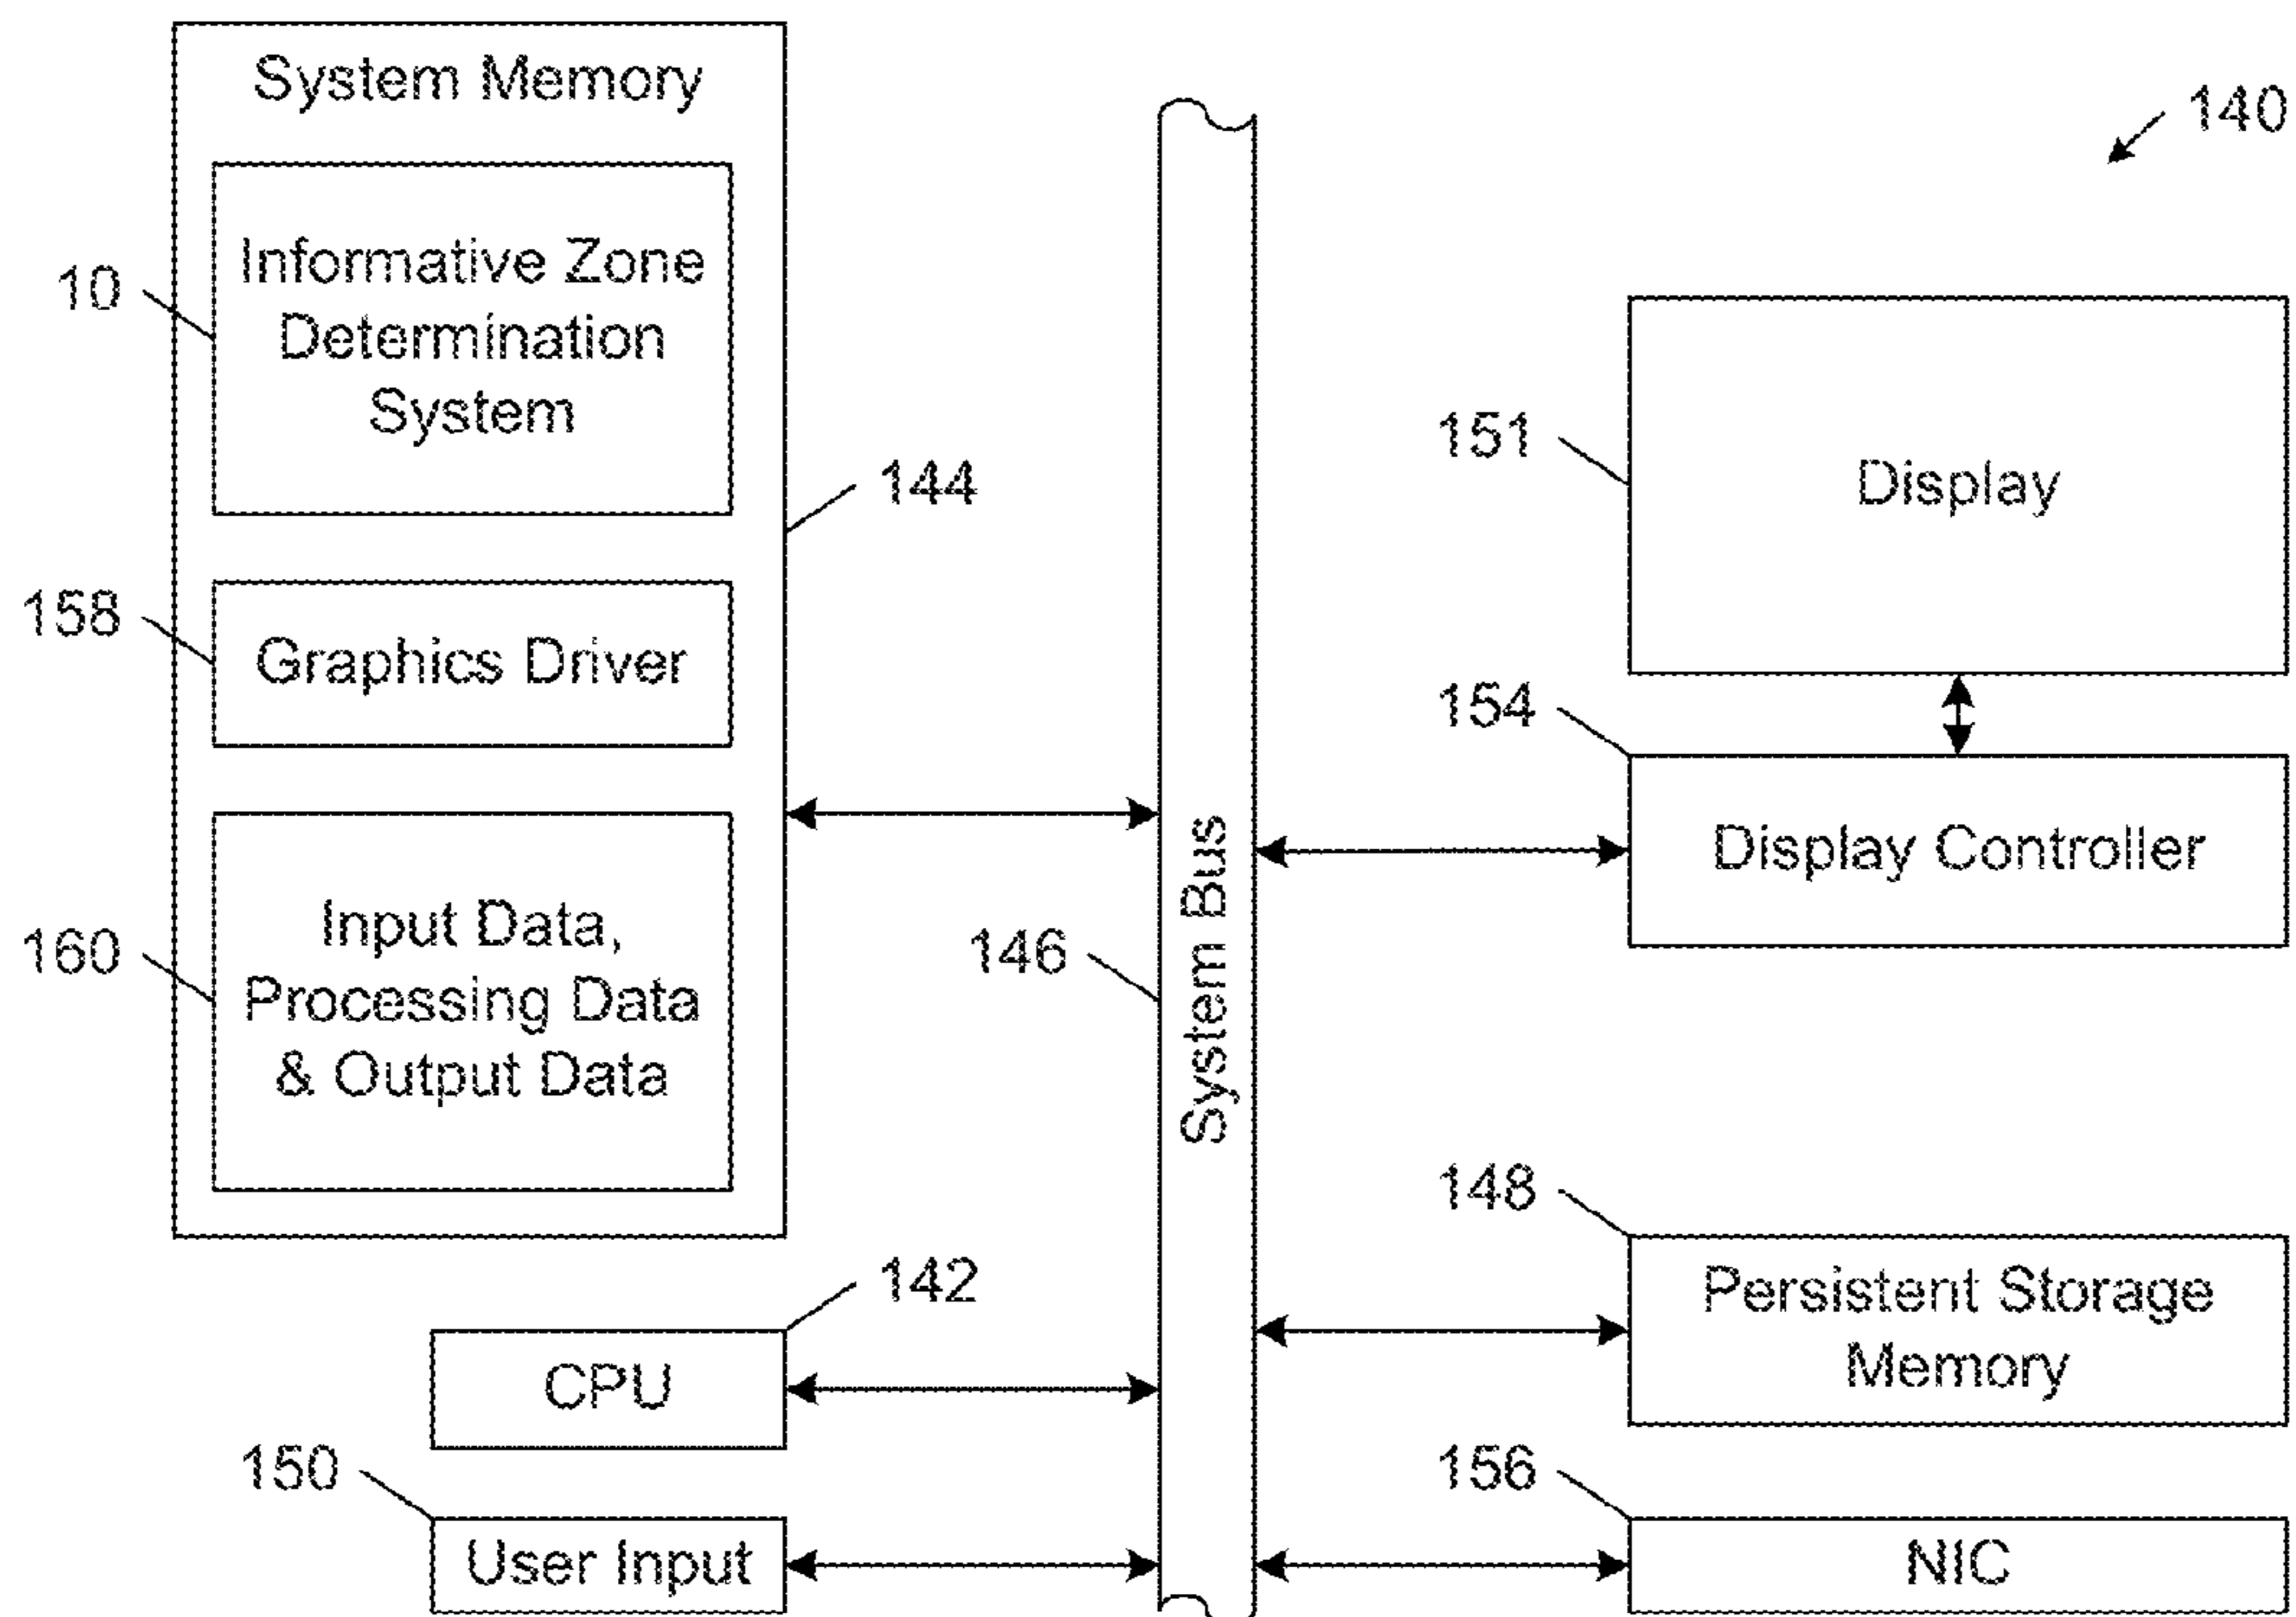 System Memory
140
Informative Zone
Determination
System
10
144
151
Display
158
Graphics Driver
154
Display Controller
Input Data,
Processing Data
& Output Data
160
146
System Bus
148
Persistent Storage
Memory
142
CPU
150
User Input
156
NIC